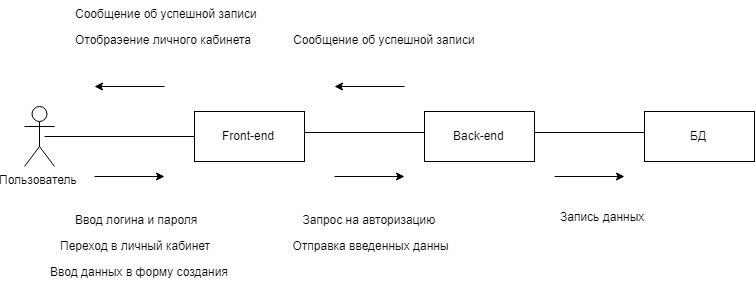 Сообщение об успешной записи
Отобраэение личного кабинета
Сообщение об успешной записи
Front-end
Back-end
БД
Пользователь
Ввод логина и пароля
Запрос на авторизацию
Запись данных
Переход в личный кабинет
Отправка введенных данны
Ввод данных в форму создания